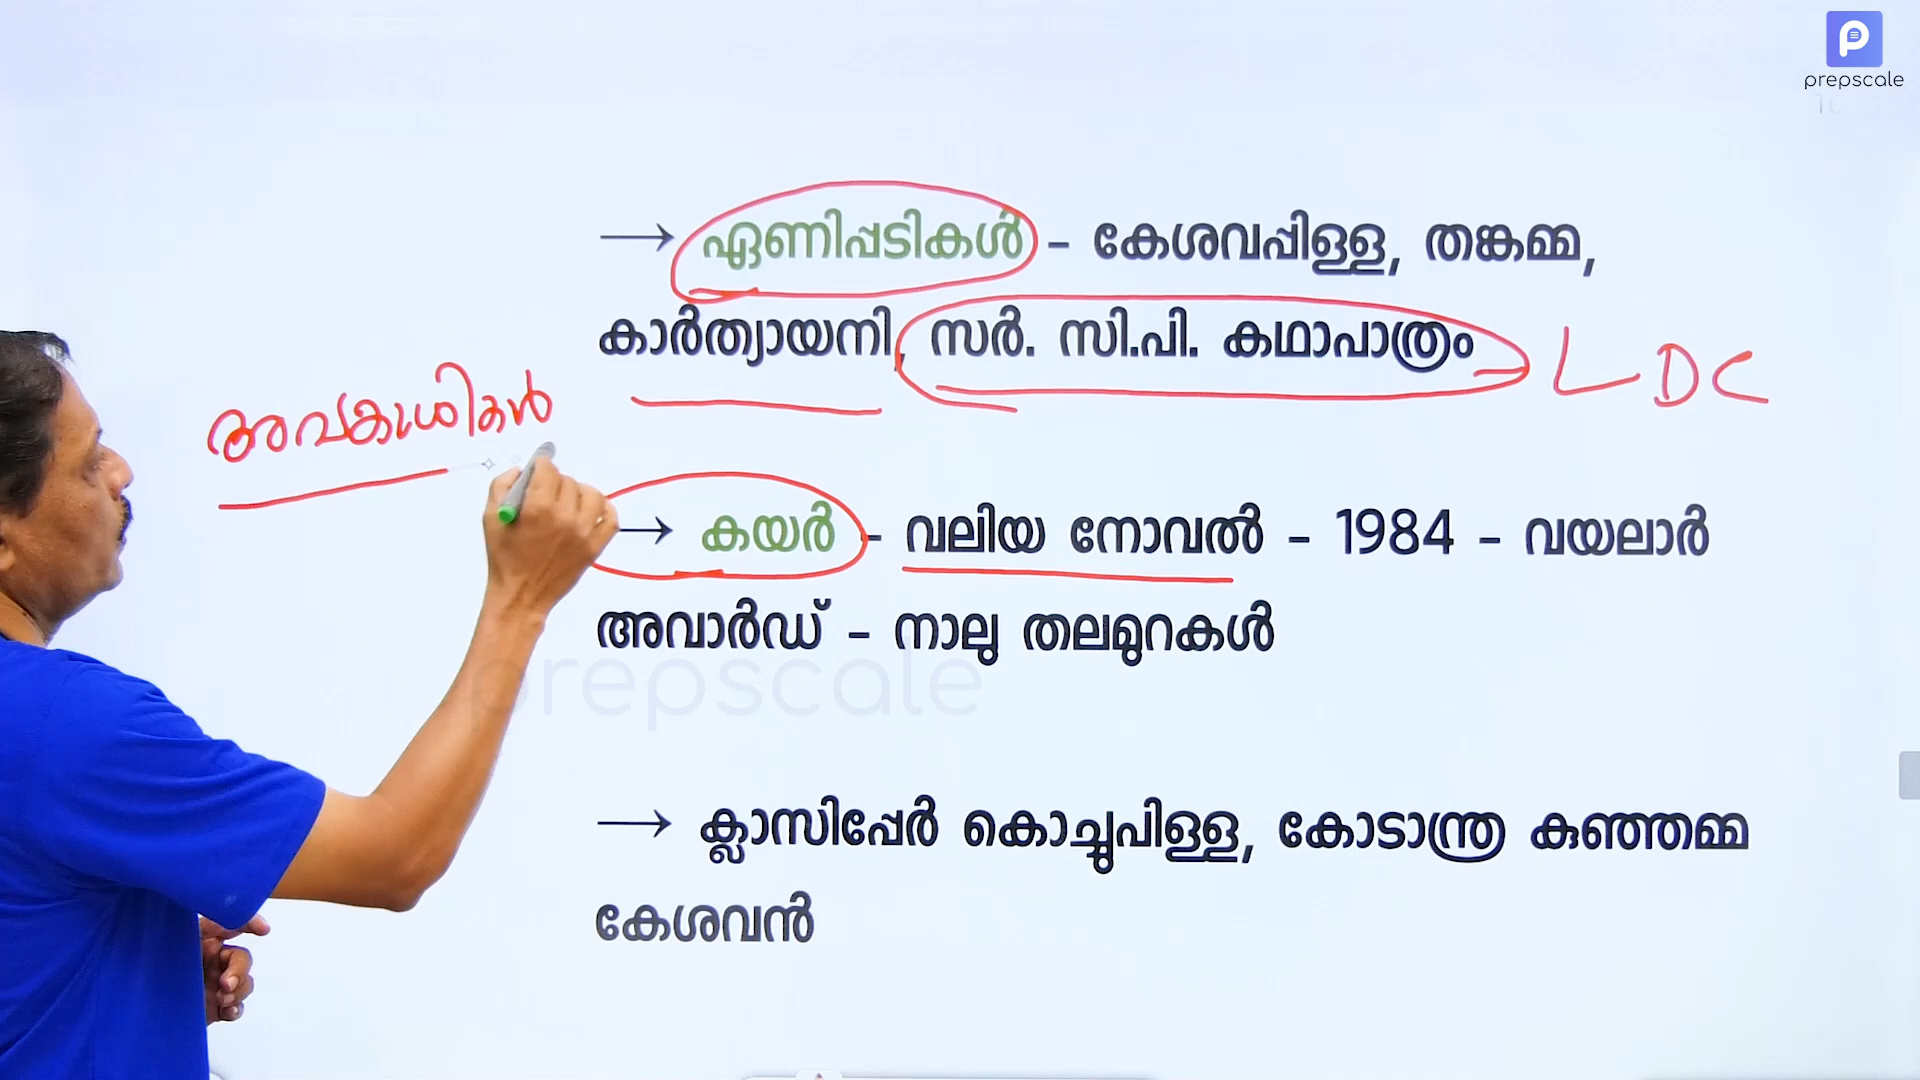 prepscale
→ ഏണിപ്പടികൾ - കേശവപ്പിള്ള, തങ്കമ്മ,
കാർത്യായനി, സർ. സി.പി. കഥാപാത്രം LDC
അവകാശികൾ
→ കയർ - വലിയ നോവൽ - 1984 - വയലാർ
അവാർഡ് - നാലു തലമുറകൾ
prepscale
→ ക്ലാസിപ്പേർ കൊച്ചുപിള്ള, കോടാന്ത്ര കുഞ്ഞമ്മ
കേശവൻ